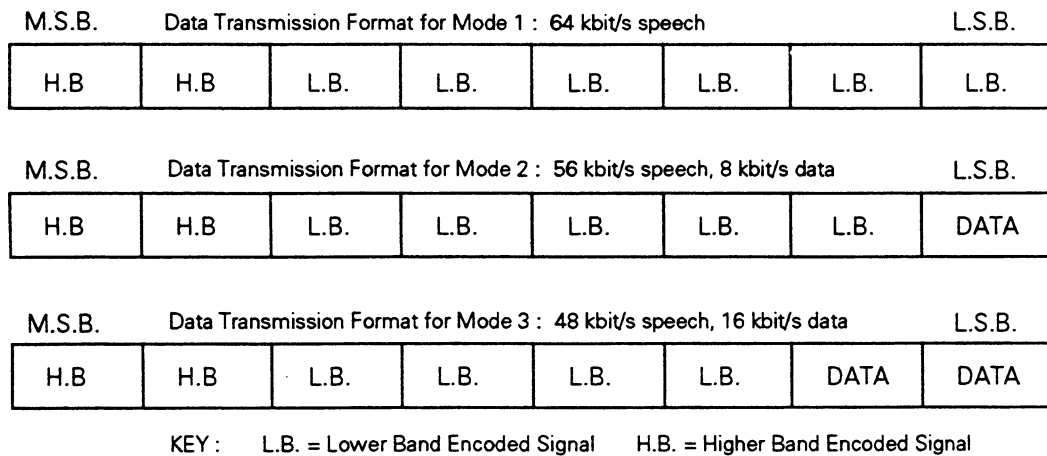 M.S.B. Data Transmission Format for Mode 1 : 64 kbit/s speech L.S.B.
H.B H.B L.B. L.B. L.B. L.B. L.B. L.B.
M.S.B. Data Transmission Format for Mode 2 : 56 kbit/s speech, 8 kbit/s data L.S.B.
H.B H.B L.B. L.B. L.B. L.B. L.B. DATA
M.S.B. Data Transmission Format for Mode 3 : 48 kbit/s speech, 16 kbit/s data L.S.B.
H.B H.B L.B. L.B. L.B. L.B. DATA DATA
KEY : L.B. = Lower Band Encoded Signal H.B. = Higher Band Encoded Signal